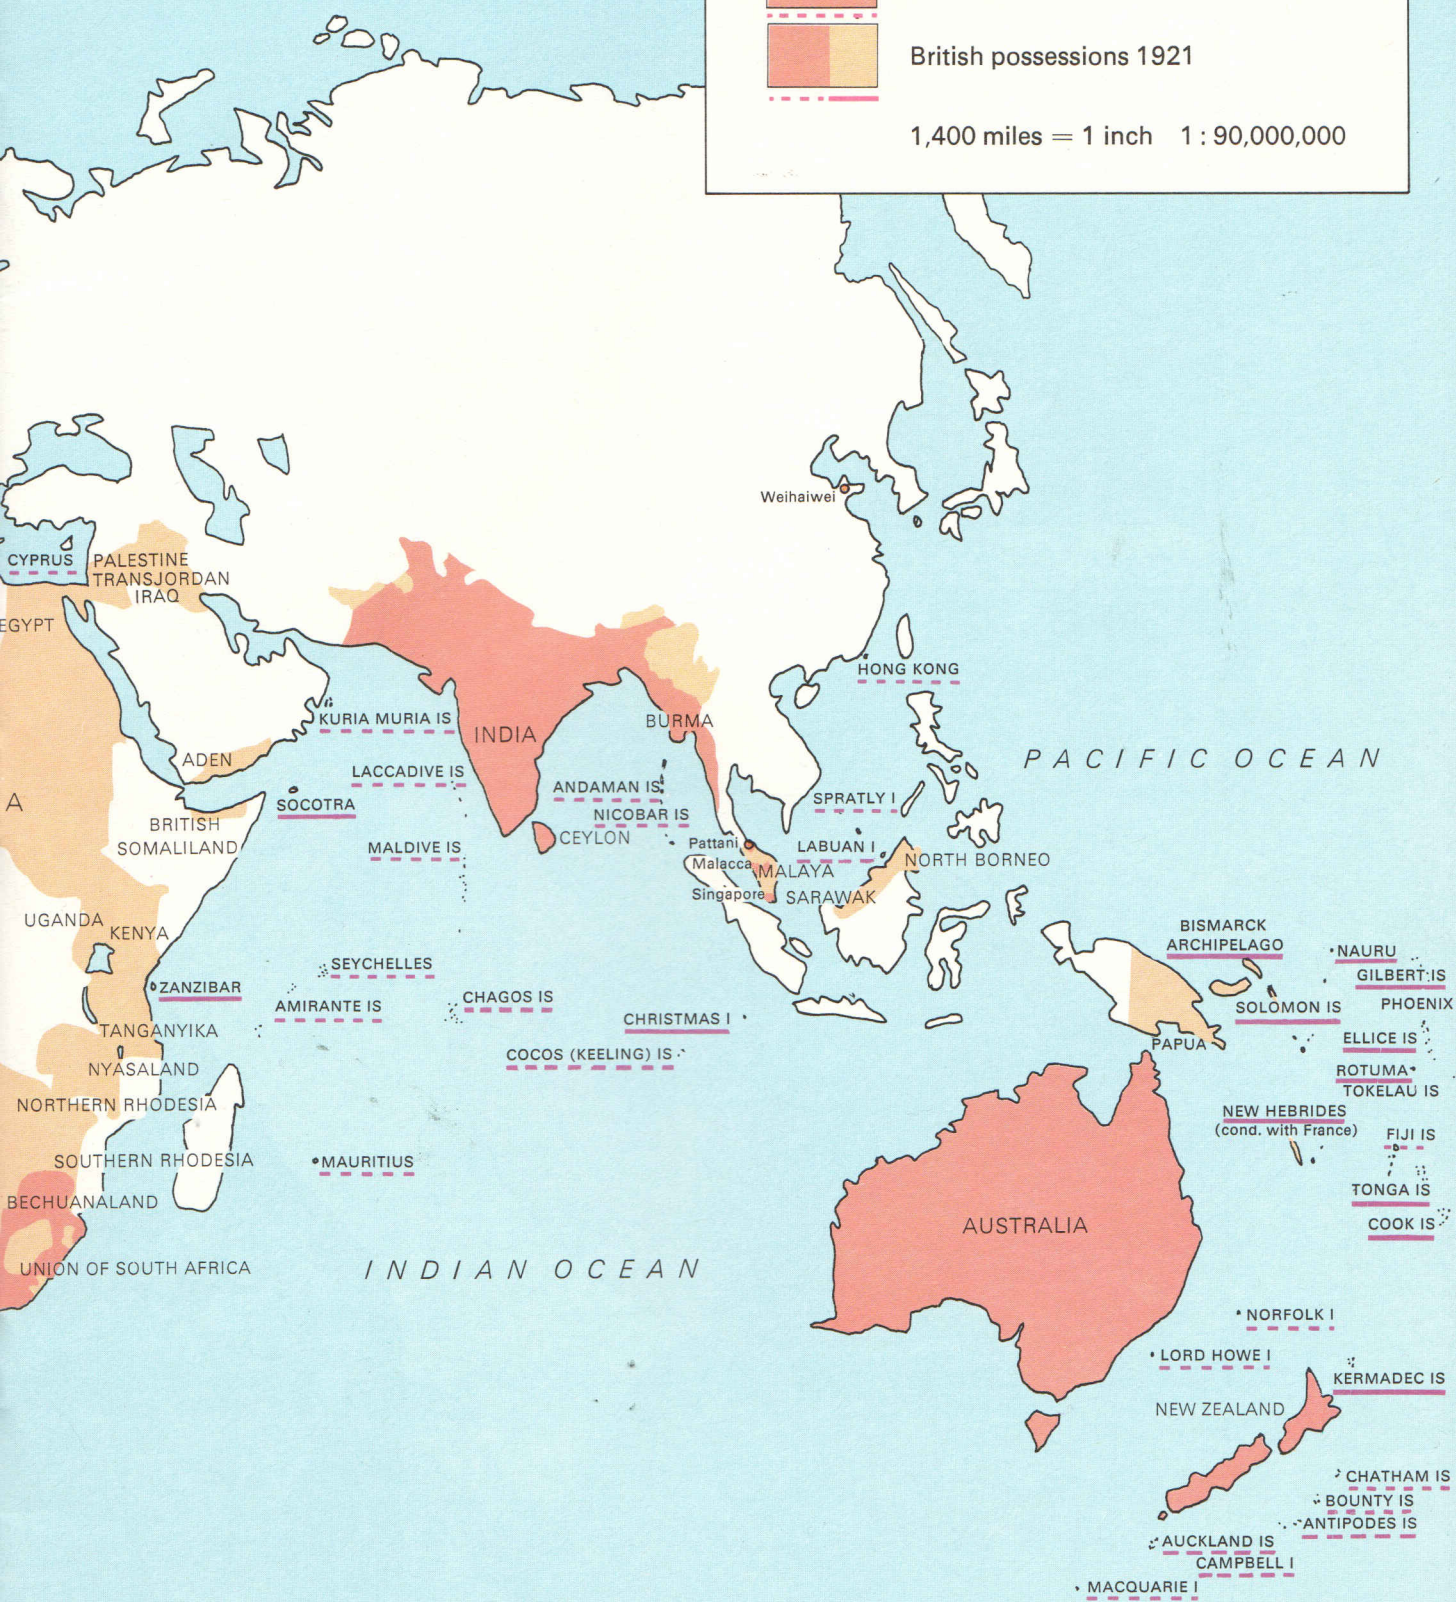 British possessions 1921
1,400 miles = 1 inch 1 : 90,000,000
Weihaiwei
CYPRUS
PALESTINE
TRANSJORDAN
IRAQ
EGYPT
HONG KONG
KURIA MURIA IS
INDIA
BURMA
PACIFIC OCEAN
ADEN
LACCADIVE IS
ANDAMAN IS
SOCOTRA
NICOBAR IS
SPRATLY I
A
BRITISH
SOMALILAND
MALDIVE IS
CEYLON
Pattani
LABUAN I
NORTH BORNEO
Malacca
MALAYA
Singapore
SARAWAK
UGANDA
KENYA
BISMARCK
ARCHIPELAGO
NAURU
SEYCHELLES
GILBERT IS
ZANZIBAR
AMIRANTE IS
CHAGOS IS
CHRISTMAS I
SOLOMON IS
PHOENIX
TANGANYIKA
COCOS (KEELING) IS
PAPUA
ELLICE IS
NYASALAND
ROTUMA
TOKELAU IS
NORTHERN RHODESIA
NEW HEBRIDES
(cond. with France)
FIJI IS
SOUTHERN RHODESIA
MAURITIUS
BECHUANALAND
TONGA IS
AUSTRALIA
COOK IS
UNION OF SOUTH AFRICA
INDIAN OCEAN
NORFOLK I
LORD HOWE I
KERMADEC IS
NEW ZEALAND
CHATHAM IS
BOUNTY IS
ANTIPODES IS
AUCKLAND IS
CAMPBELL I
MACQUARIE I